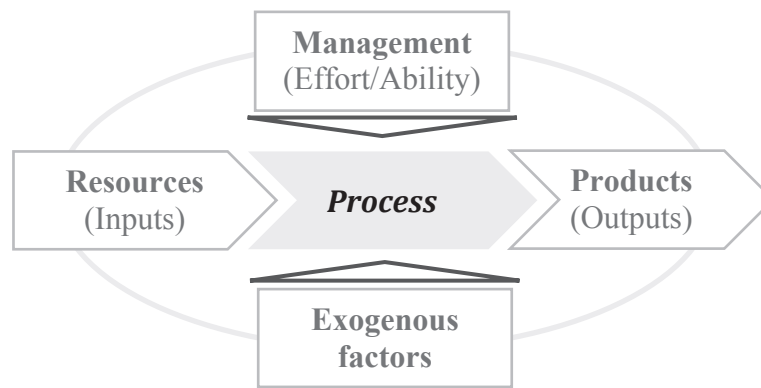 Management
(Effort/Ability)
Resources
(Inputs)
Process
Products
(Outputs)
Exogenous
factors